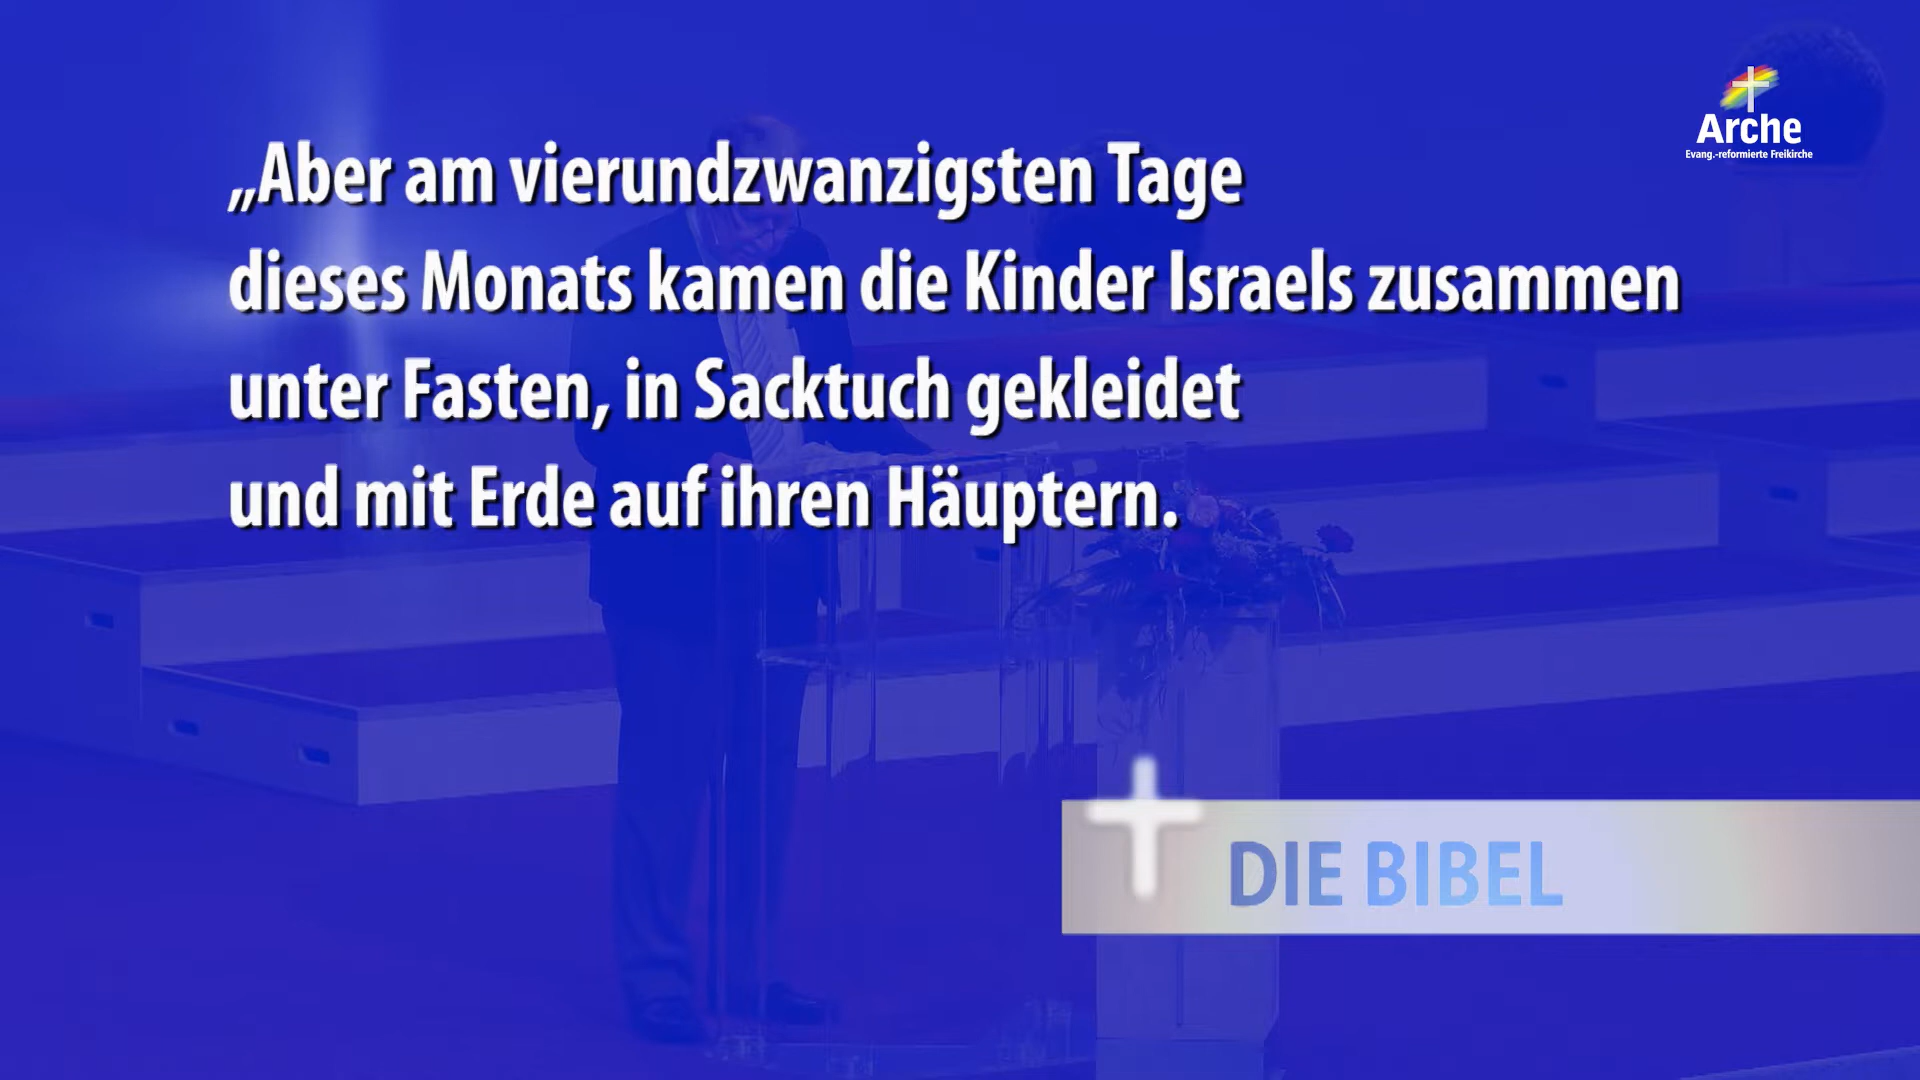 Arche
Evang.-reformierte Freikirche
„Aber am vierundzwanzigsten Tage
dieses Monats kamen die Kinder Israels zusammen
unter Fasten, in Sacktuch gekleidet
und mit Erde auf ihren Häuptern.
DIE BIBEL